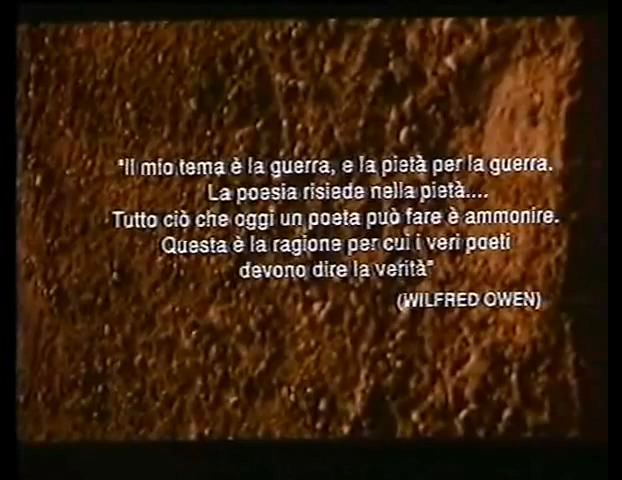 "Il mio tema è la guerra, e la pietà per la guerra.
La poesia risiede nella pietà....
Tutto ciò che oggi un poeta può fare è ammonire.
Questa è la ragione per cui i veri poeti
devono dire la verità"
(WILFRED OWEN)